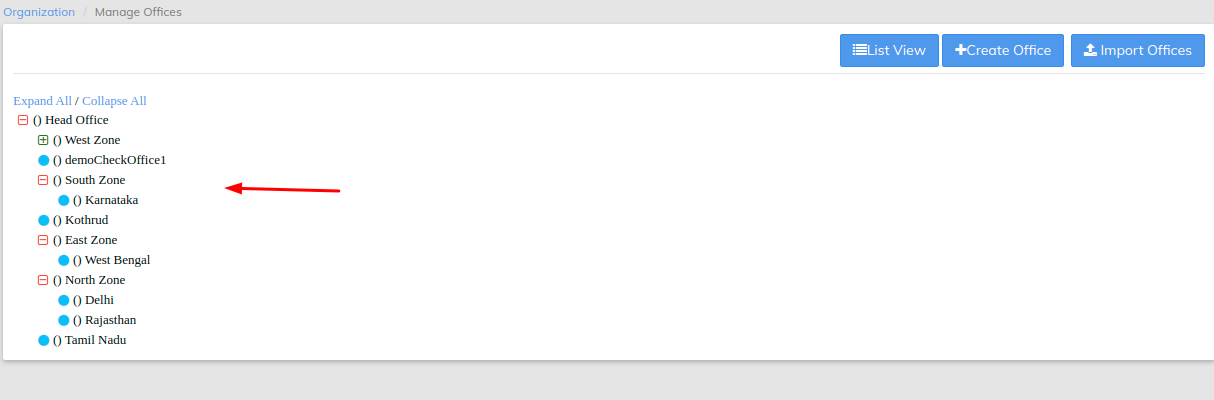 Organization / Manage Offices
List View Create Office Import Offices
Expand All / Collapse All
() Head Office
() West Zone
() demoCheckOffice1
() South Zone
() Karnataka
() Kothrud
() East Zone
() West Bengal
() North Zone
() Delhi
() Rajasthan
() Tamil Nadu